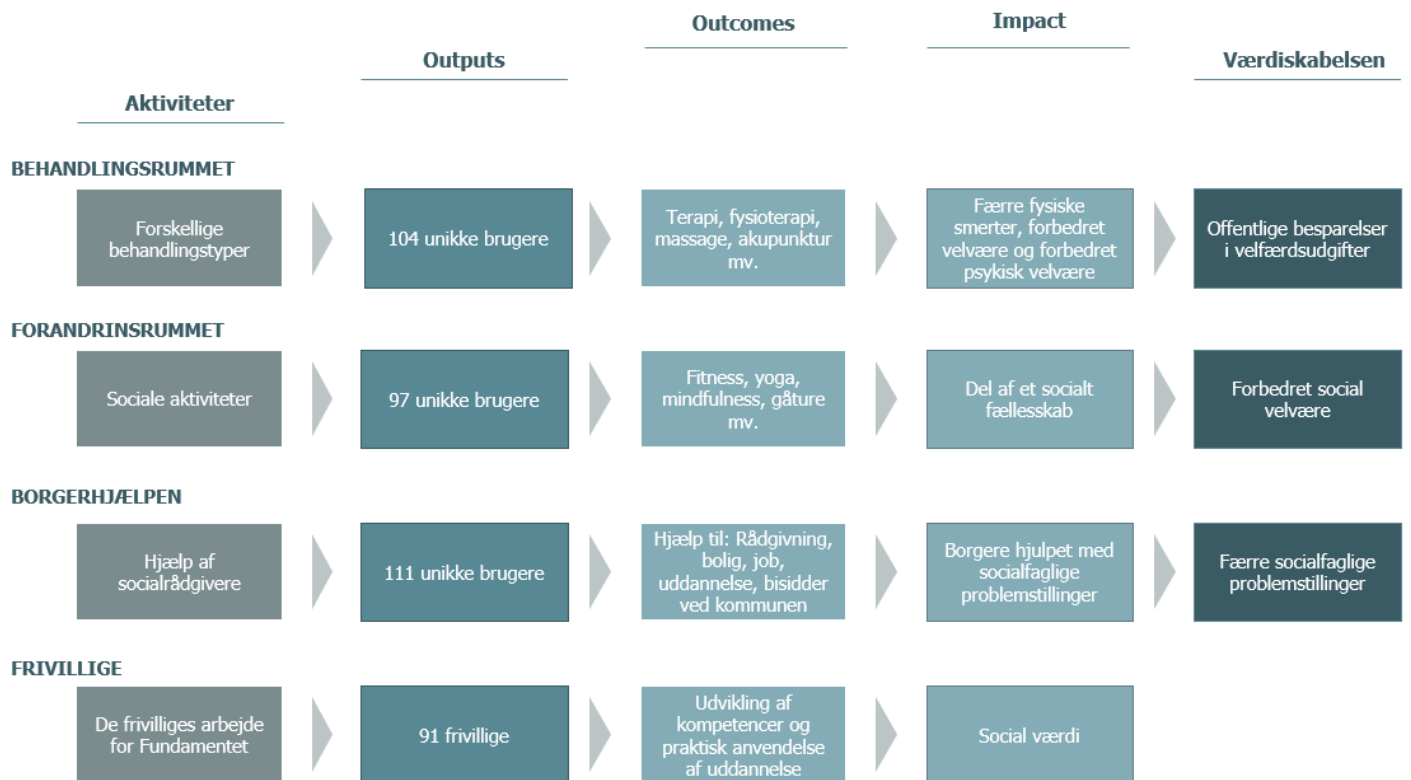 Aktiviteter
Outputs
Outcomes
Impact
Værdiskabelsen
BEHANDLINGSRUMMET
Forskellige
behandlingstyper
104 unikke brugere
Terapi, fysioterapi,
massage, akupunktur
mv.
Færre fysiske
smerter, forbedret
velvære og forbedret
psykisk velvære
Offentlige besparelser
i velfærdsudgifter
FORANDRINSRUMMET
Sociale aktiviteter
97 unikke brugere
Fitness, yoga,
mindfulness, gåture
mv.
Del af et socialt
fællesskab
Forbedret social
velvære
BORGERHJÆLPEN
Hjælp af
socialrådgivere
111 unikke brugere
Hjælp til: Rådgivning,
bolig, job,
uddannelse, bisidder
ved kommunen
Borgere hjulpet med
socialfaglige
problemstillinger
Færre socialfaglige
problemstillinger
FRIVILLIGE
De frivilliges arbejde
for Fundamentet
91 frivillige
Udvikling af
kompetencer og
praktisk anvendelse
af uddannelse
Social værdi